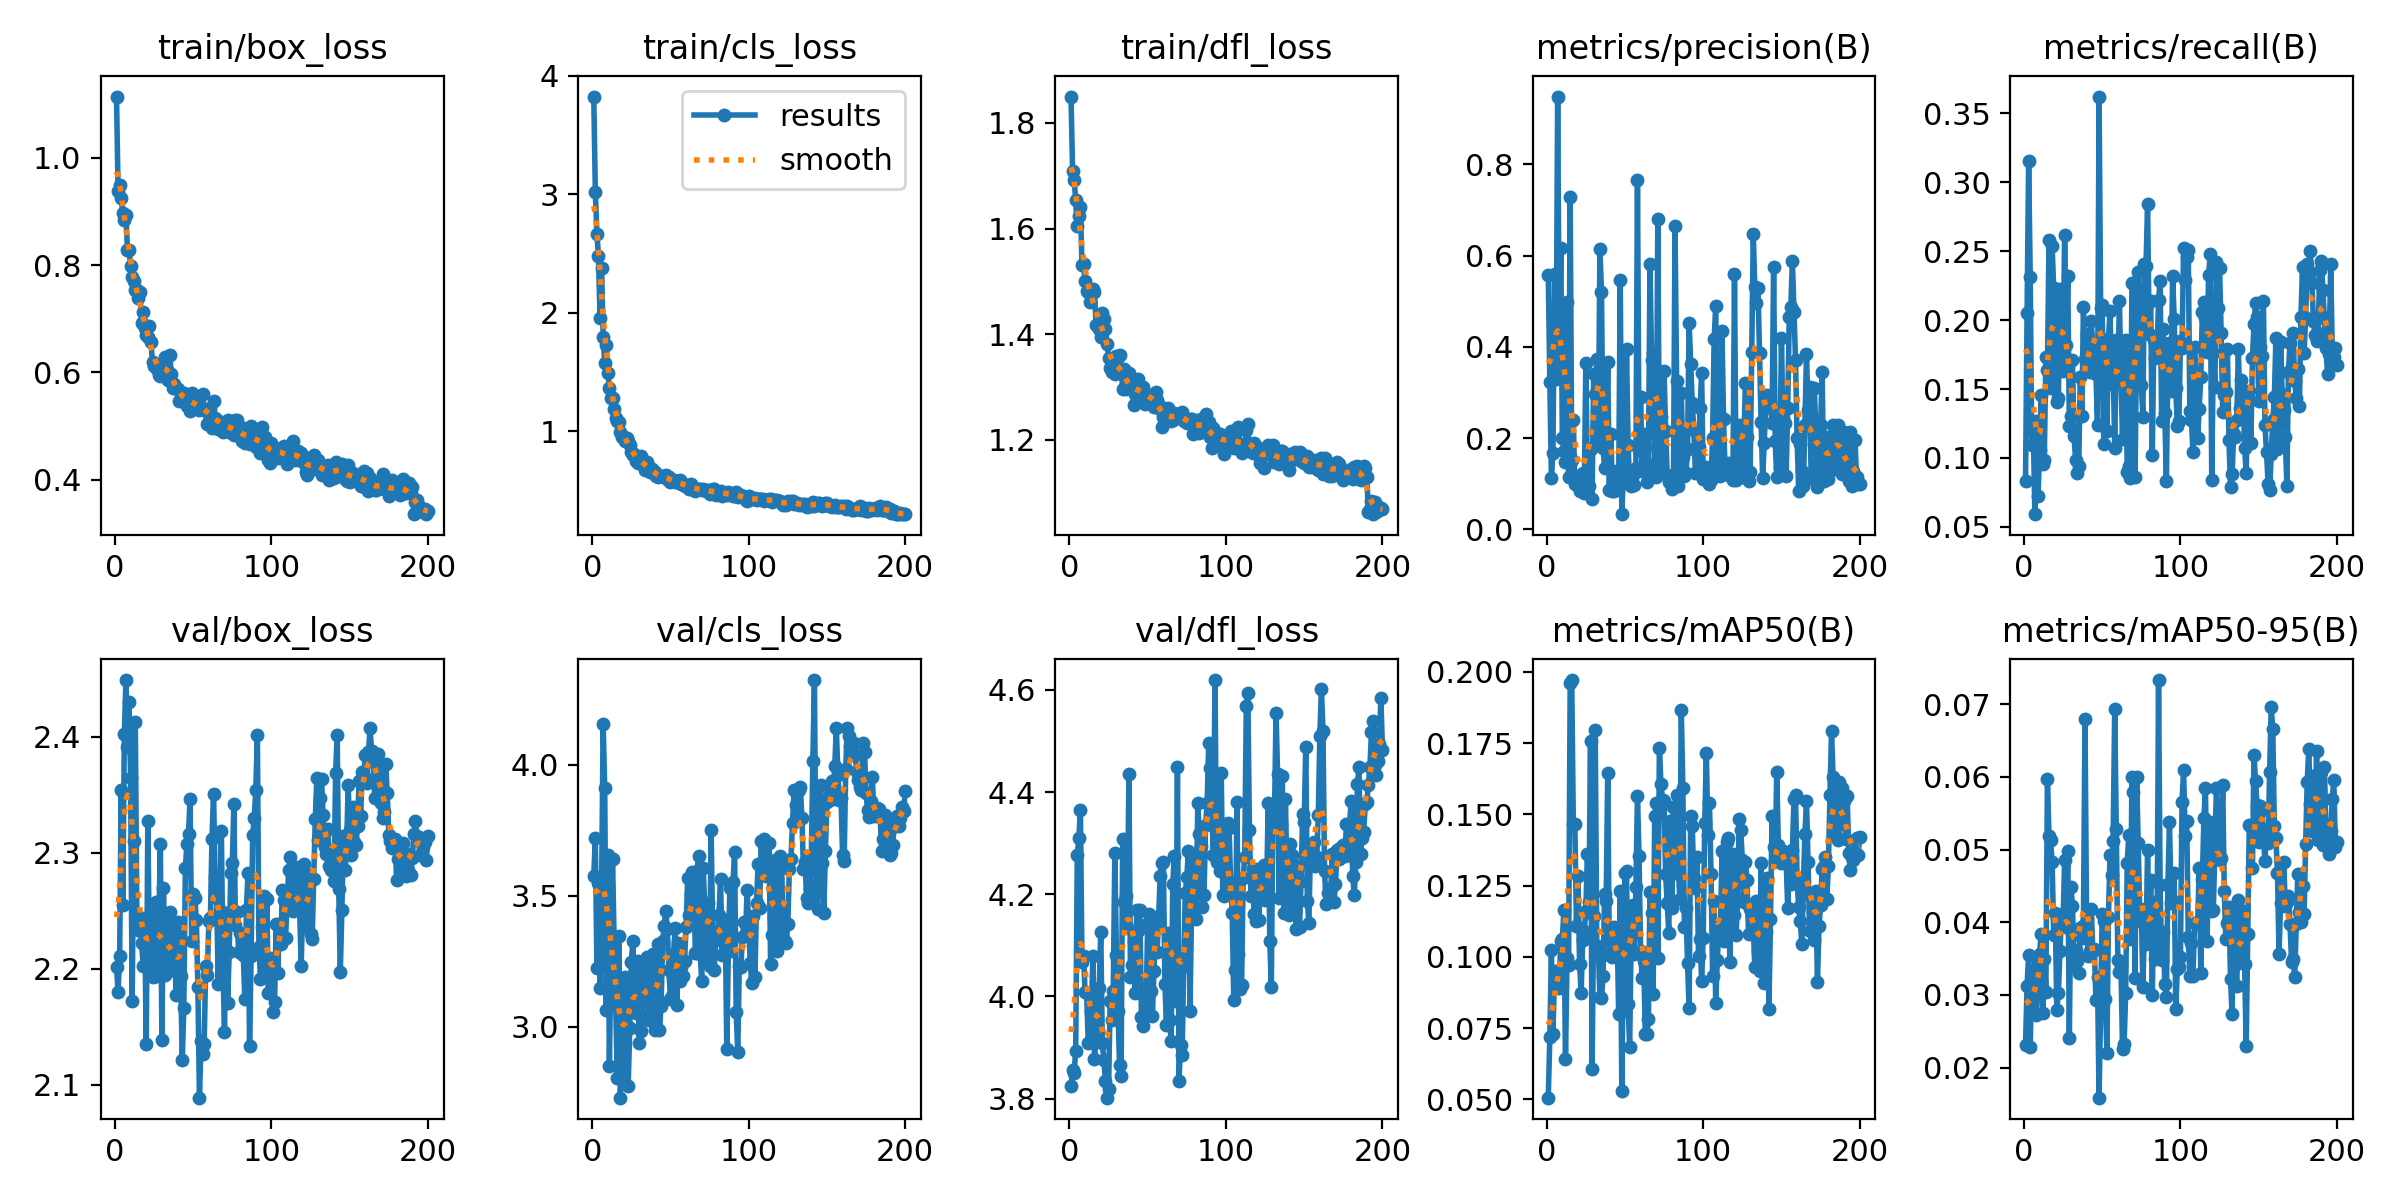 train/box_loss
1.0
0.8
0.6
0.4
0 100 200
train/cls_loss
4
3
2
1
0 100 200
results
smooth
train/dfl_loss
1.8
1.6
1.4
1.2
0 100 200
metrics/precision(B)
0.8
0.6
0.4
0.2
0.0
0 100 200
metrics/recall(B)
0.35
0.30
0.25
0.20
0.15
0.10
0.05
0 100 200
val/box_loss
2.4
2.3
2.2
2.1
0 100 200
val/cls_loss
4.0
3.5
3.0
0 100 200
val/dfl_loss
4.6
4.4
4.2
4.0
3.8
0 100 200
metrics/mAP50(B)
0.200
0.175
0.150
0.125
0.100
0.075
0.050
0 100 200
metrics/mAP50-95(B)
0.07
0.06
0.05
0.04
0.03
0.02
0 100 200